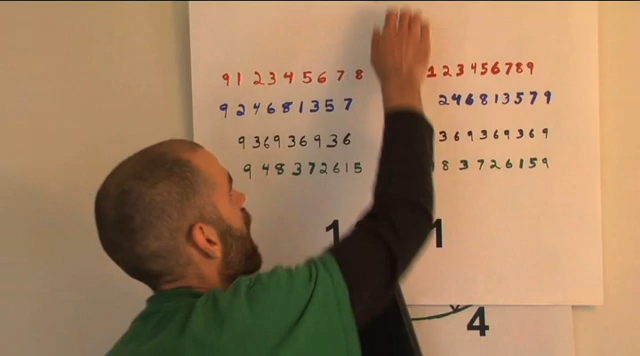 9 1 2 3 4 5 6 7 8 1 2 3 4 5 6 7 8 9
9 2 4 6 8 1 3 5 7 2 4 6 8 1 3 5 7 9
9 3 6 9 3 6 9 3 6 3 6 9 3 6 9 3 6 9
9 4 8 3 7 2 6 1 5 8 3 7 2 6 1 5 9
1 1
4